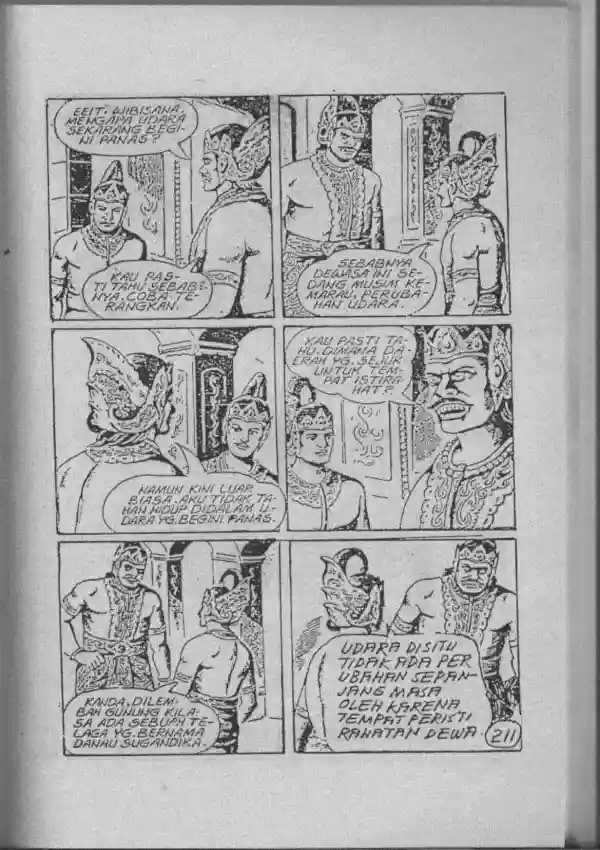 EEIT. WIBISANA.
MENGAPA UDARA
SEKARANG BEGI-
NI PANAS?
KAU PAS-
TI TAHU SEBABE-
NYA. COBA TE-
RANGKAN.
SEBABNYA
DEWASA INI SE-
DANG MUSIM KE-
MARAU, PERUBA-
HAN UDARA.
NAMUN KINI LUAR
BIASA. AKU TIDAK TA-
HAN HIDUP DIDALAM U-
DARA YG. BEGINI PANAS.
KAU PASTI TA-
HU. DIMANA DA-
ERAH YG. SEJUK
UNTUK TEM-
PAT ISTIRA
HAT?
KANDA, DILEM-
BAH GUNUNG KILA-
SA ADA SEBUAH TE-
LAGA YG. BERNAMA
DANAU SUGANDIKA.
UDARA DISITU
TIDAK ADA PER
UBAHAN SEPAN-
JANG MASA
OLEH KARENA
TEMPAT PERISTI
RAHATAN DEWA.
211